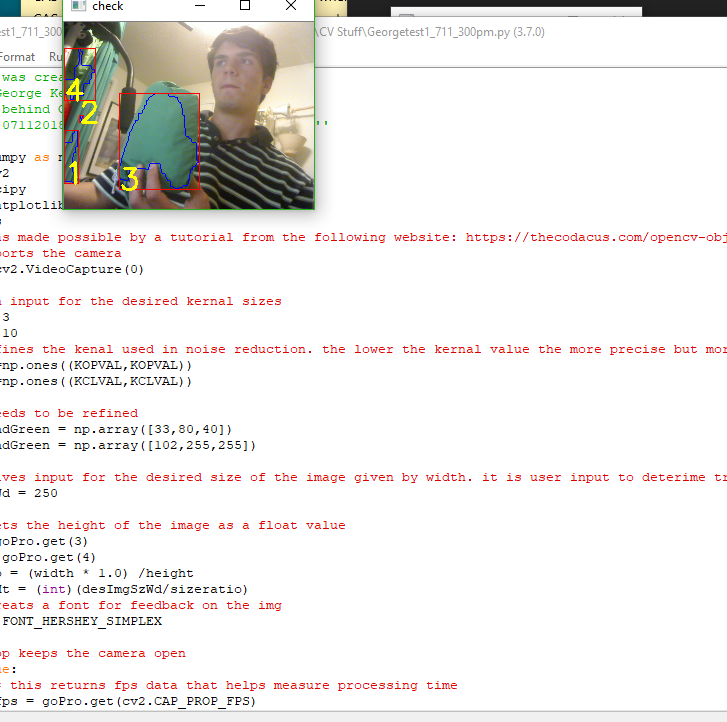 check
est1_711_300
\CV Stuff\Georgetest1_711_300pm.py (3.7.0)
Format Ru
was crea
4
George Ke
2
behind
07112018
''
1
3
umpy as
v2
cipy
atplotlib
s
as made possible by a tutorial from the following website: https://thecodacus.com/opencv-obj
ports the camera
cv2.VideoCapture(0)
input for the desired kernal sizes
3
10
fines the kenal used in noise reduction. the lower the kernal value the more precise but mor
=np.ones((KOPVAL,KOPVAL))
=np.ones((KCLVAL,KCLVAL))
eeds to be refined
ndGreen = np.array([33,80,40])
ndGreen = np.array([102,255,255])
ives input for the desired size of the image given by width. it is user input to deterime tr
Wd = 250
ets the height of the image as a float value
goPro.get(3)
goPro.get(4)
o = (width * 1.0) /height
Ht = (int)(desImgSzWd/sizeratio)
reats a font for feedback on the img
FONT_HERSHEY_SIMPLEX
op keeps the camera open
ue:
this returns fps data that helps measure processing time
fps = goPro.get(cv2.CAP_PROP_FPS)